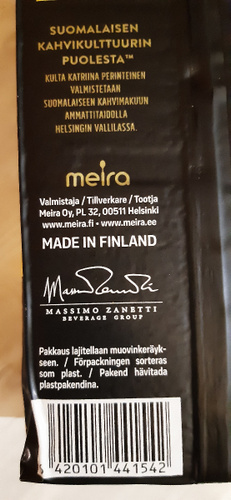 SUOMALAISEN
KAHVIKULTTUURIN
PUOLESTA™
KULTA KATRIINA PERINTEINEN
VALMISTETAAN
SUOMALAISEEN KAHVIMAKUUN
AMMATTITAIDOLLA
HELSINGIN VALLILASSA.
meira
Valmistaja / Tillverkare / Tootja
Meira Oy, PL 32, 00511 Helsinki
www.meira.fi • www.meira.ee
MADE IN FINLAND
MASSIMO ZANETTI
BEVERAGE GROUP
Pakkaus lajitellaan muovinkeräyk-
seen. / Förpackningen sorteras
som plast. / Pakend hävitada
plastpakendina.
6 420101 441542